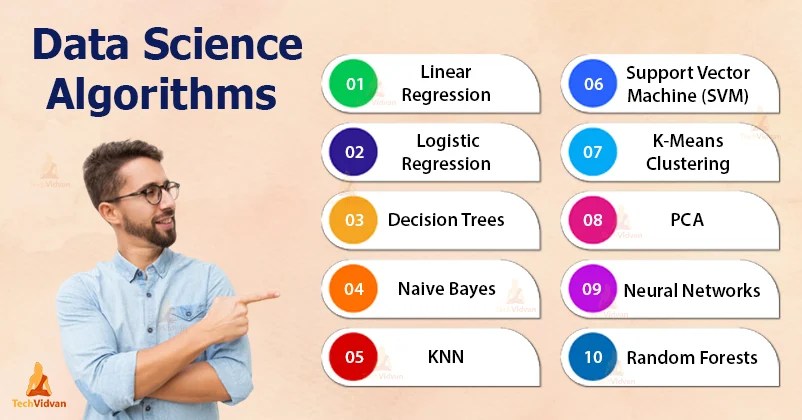 Data Science
Algorithms
01
Linear
Regression
02
Logistic
Regression
03
Decision Trees
04
Naive Bayes
05
KNN
06
Support Vector
Machine (SVM)
07
K-Means
Clustering
08
PCA
09
Neural Networks
10
Random Forests
TechVidvan
TechVidvan